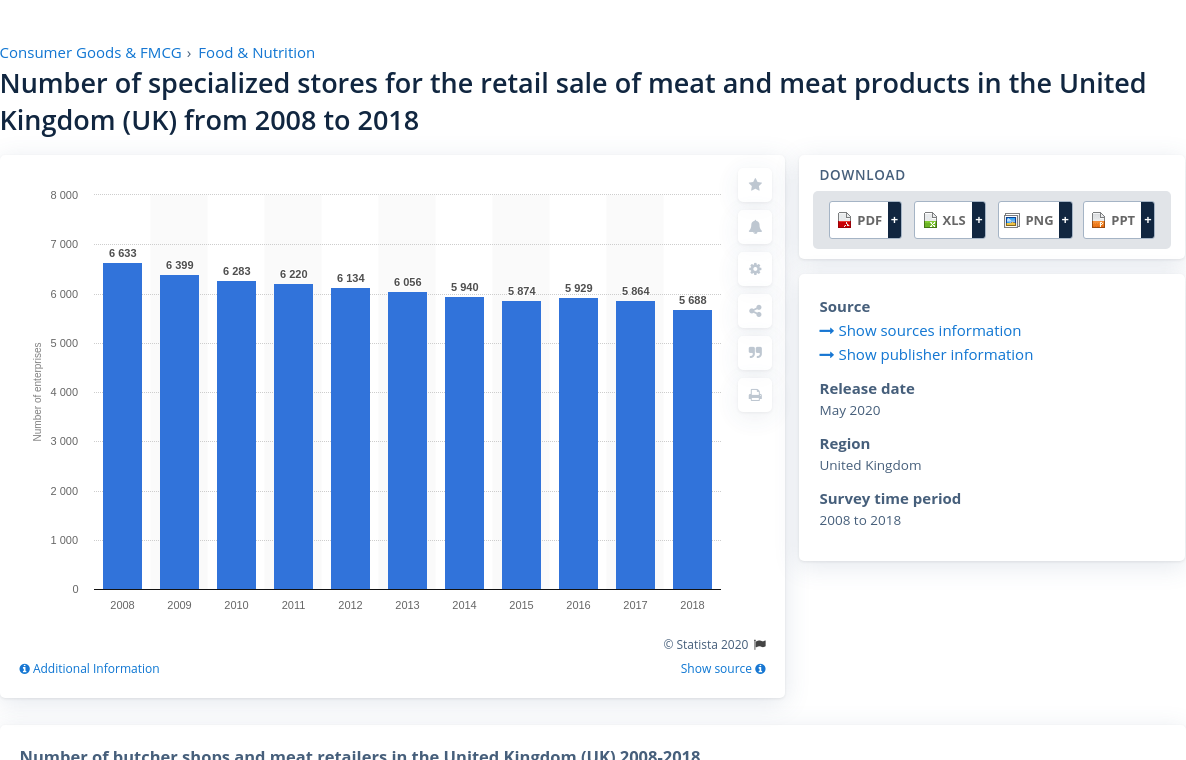 Consumer Goods & FMCG › Food & Nutrition
Number of specialized stores for the retail sale of meat and meat products in the United
Kingdom (UK) from 2008 to 2018
8 000
7 000
6 000
5 000
4 000
3 000
2 000
1 000
0
Number of enterprises
6 633
6 399
6 283
6 220
6 134
6 056
5 940
5 874
5 929
5 864
5 688
2008
2009
2010
2011
2012
2013
2014
2015
2016
2017
2018
© Statista 2020
Additional Information
Show source
DOWNLOAD
PDF +
XLS +
PNG +
PPT +
Source
Show sources information
Show publisher information
Release date
May 2020
Region
United Kingdom
Survey time period
2008 to 2018
Number of butcher shops and meat retailers in the United Kingdom (UK) 2008-2018